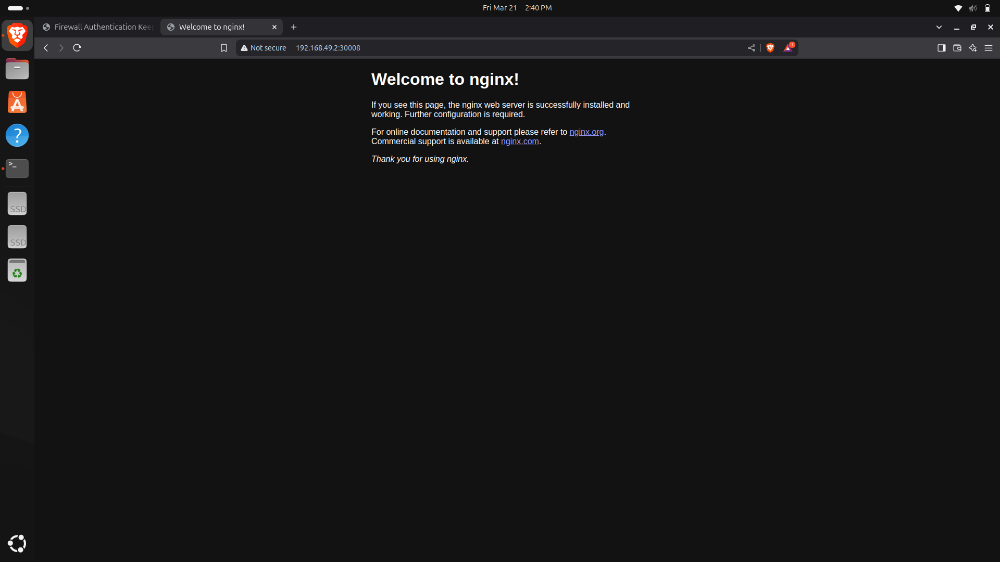 Fri Mar 21 2:40 PM
Firewall Authentication Kee
Welcome to nginx!
Not secure 192.168.49.2:30008
1
Welcome to nginx!
If you see this page, the nginx web server is successfully installed and
working. Further configuration is required.
For online documentation and support please refer to nginx.org.
Commercial support is available at nginx.com.
Thank you for using nginx.
?
>_
SSD
SSD